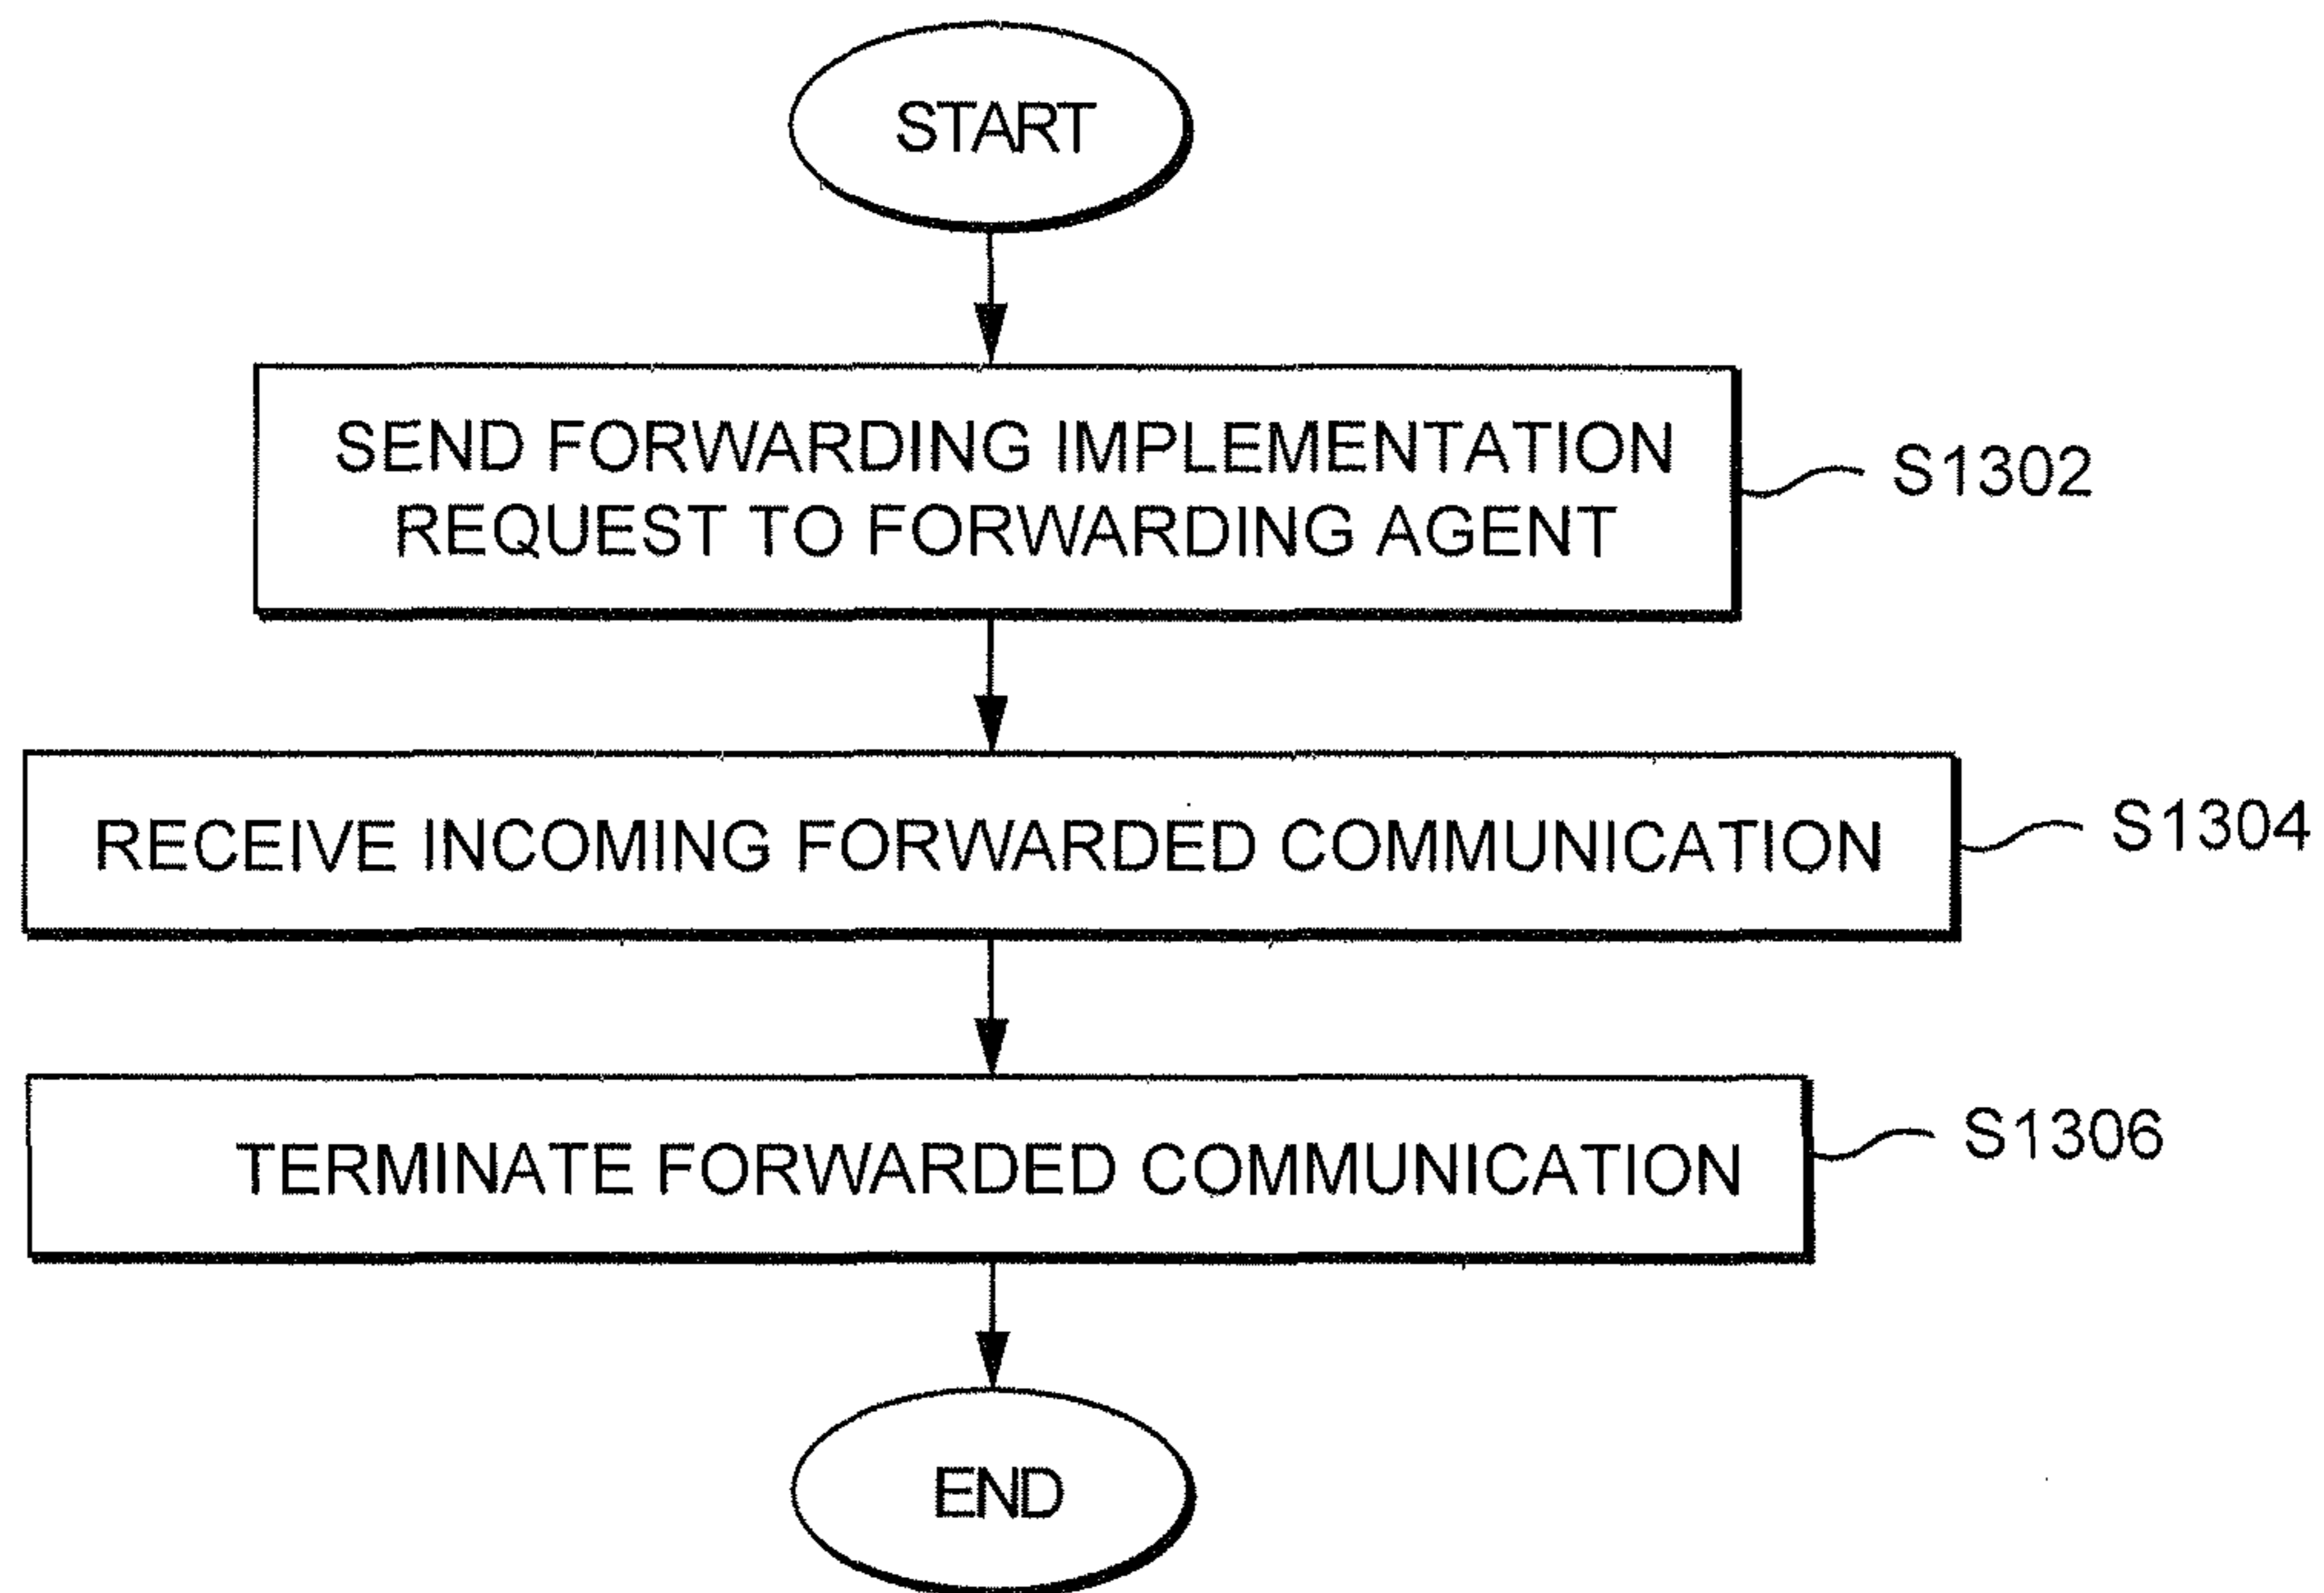 START
SEND FORWARDING IMPLEMENTATION
REQUEST TO FORWARDING AGENT
S1302
RECEIVE INCOMING FORWARDED COMMUNICATION
S1304
TERMINATE FORWARDED COMMUNICATION
S1306
END